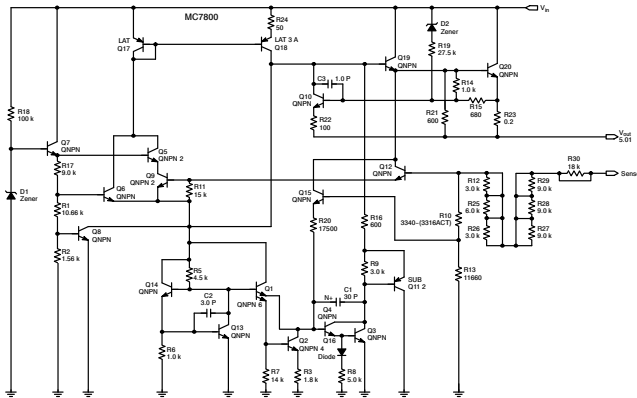 MC7800
Vin
R24
50
LAT
Q17
LAT 3 A
Q18
D2
Zener
Q19
QNPN
R19
27.5 k
Q20
QNPN
C3 1.0 P
R14
1.0 k
Q10
QNPN
R18
100 k
R15
680
R21
600
R23
0.2
R22
100
Vout
5.01
Q7
QNPN
Q5
QNPN 2
R17
9.0 k
Q9
QNPN 2
Q12
QNPN
R30
18 k
Sense
R12
3.0 k
R29
9.0 k
D1
Zener
Q6
QNPN
R11
15 k
Q15
QNPN
R1
10.66 k
R25
6.0 k
R28
9.0 k
R10
3340-(3316ACT)
R16
600
R20
17500
Q8
QNPN
R26
3.0 k
R27
9.0 k
R2
1.56 k
R5
4.5 k
R9
3.0 k
R13
11660
Q14
QNPN
Q1
QNPN 6
SUB
Q11 2
C2
3.0 P
N+
C1
30 P
Q4
QNPN
Q13
QNPN
Q2
QNPN 4
Q16
Q3
QNPN
Diode
R6
1.0 k
R7
14 k
R3
1.8 k
R8
5.0 k